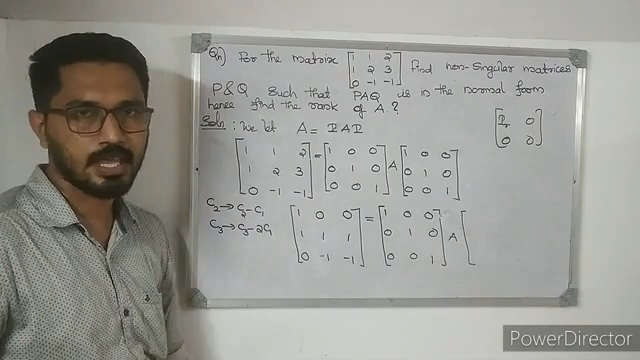 Qn) For the matrix [1 1 2; 1 2 3; 0 -1 -1] find non-singular matrices
P&Q such that PAQ is in the normal form
hence find the rank of A.?
[Ir 0; 0 0]
Soln : We let A = IAI
[1 1 2; 1 2 3; 0 -1 -1] = [1 0 0; 0 1 0; 0 0 1] A [1 0 0; 0 1 0; 0 0 1]
C2→C2-C1
C3→C3-2C1
[1 0 0; 1 1 1; 0 -1 -1] = [1 0 0; 0 1 0; 0 0 1] A [
PowerDirector